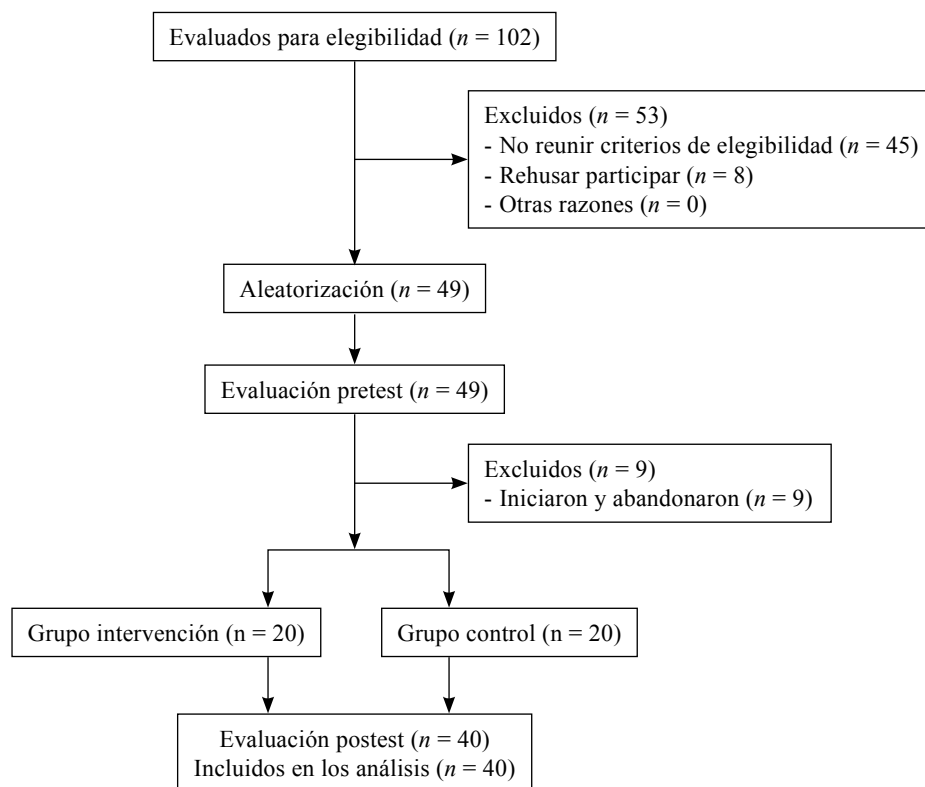 Evaluados para elegibilidad (n = 102)
Excluidos (n = 53)
- No reunir criterios de elegibilidad (n = 45)
- Rehusar participar (n = 8)
- Otras razones (n = 0)
Aleatorización (n = 49)
Evaluación pretest (n = 49)
Excluidos (n = 9)
- Iniciaron y abandonaron (n = 9)
Grupo intervención (n = 20)
Grupo control (n = 20)
Evaluación postest (n = 40)
Incluidos en los análisis (n = 40)